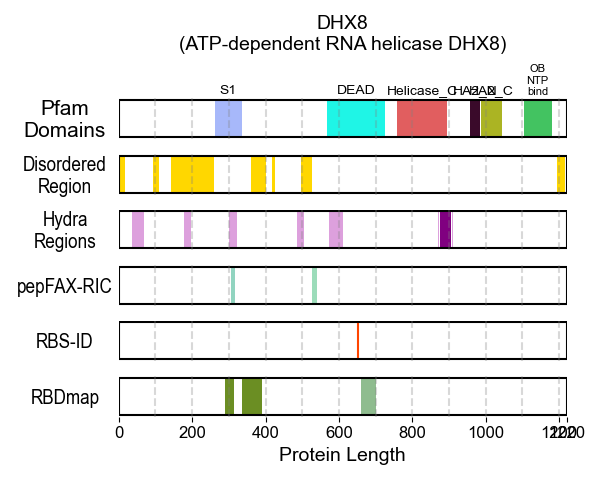 DHX8
(ATP-dependent RNA helicase DHX8)
OB
NTP
bind
S1 DEAD Helicase_C
Pfam
Domains
Disordered
Region
Hydra
Regions
pepFAX-RIC
RBS-ID
RBDmap
0 200 400 600 800 1000
Protein Length